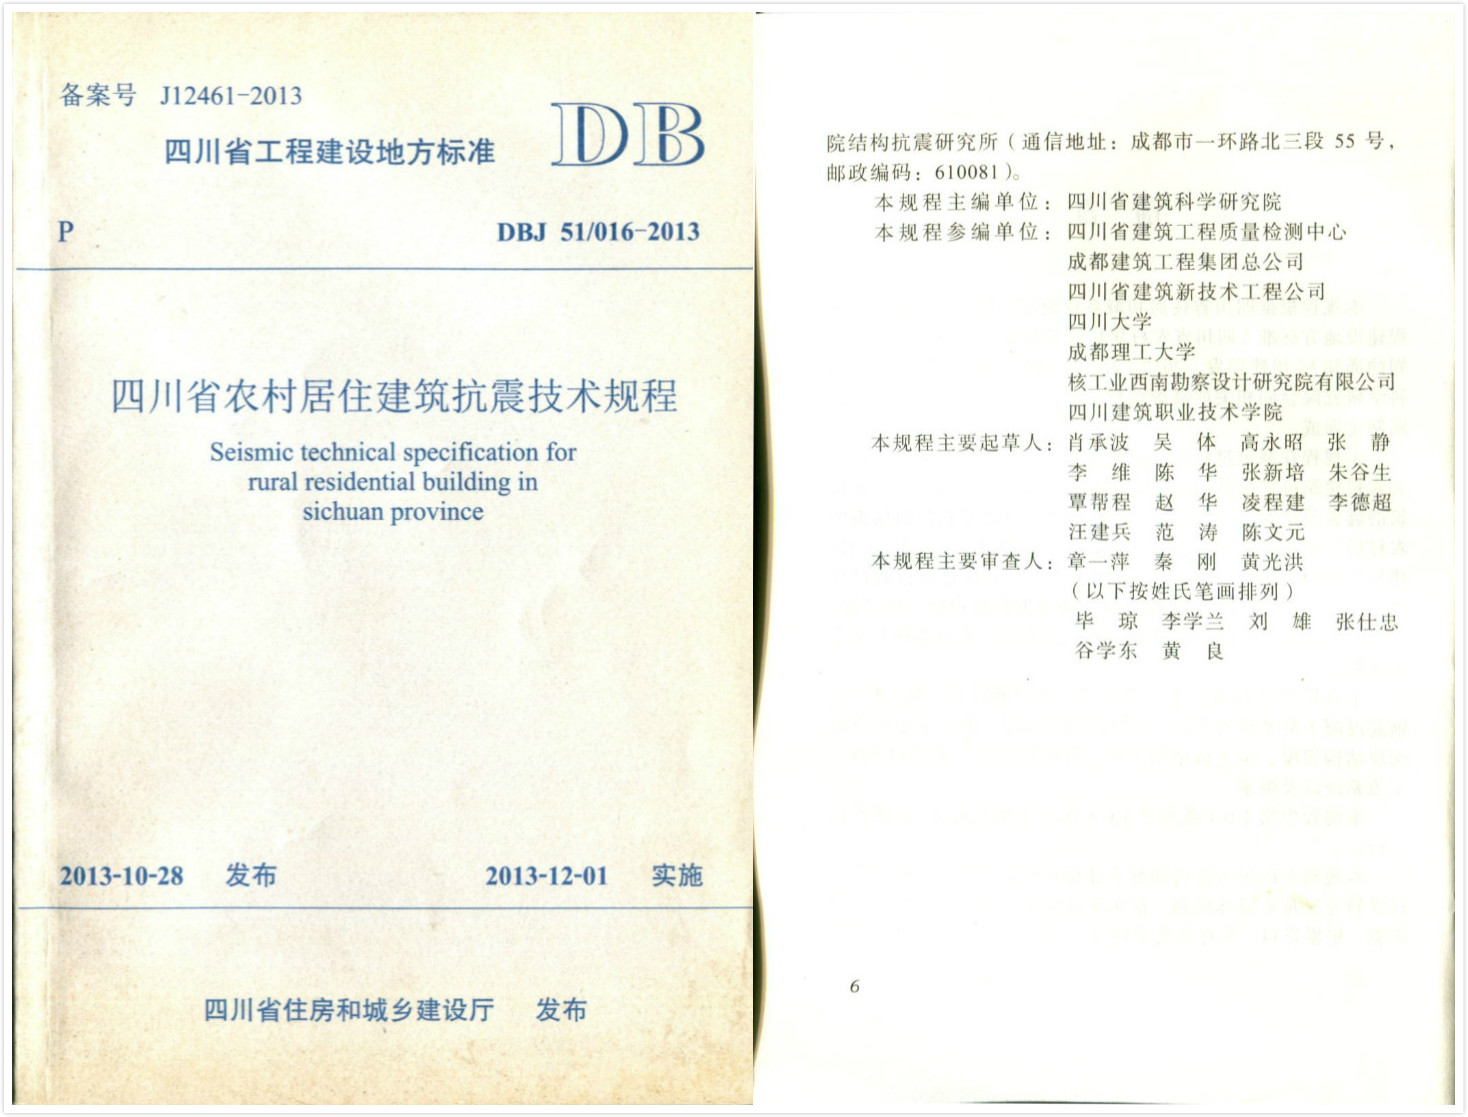 备案号 J12461-2013
四川省工程建设地方标准
DB
P
DBJ 51/016-2013
四川省农村居住建筑抗震技术规程
Seismic technical specification for
rural residential building in
sichuan province
2013-10-28 发布
2013-12-01 实施
四川省住房和城乡建设厅 发布
院结构抗震研究所（通信地址：成都市一环路北三段 55 号，
邮政编码：610081）。
本规程主编单位：四川省建筑科学研究院
本规程参编单位：四川省建筑工程质量检测中心
成都建筑工程集团总公司
四川省建筑新技术工程公司
四川大学
成都理工大学
核工业西南勘察设计研究院有限公司
四川建筑职业技术学院
本规程主要起草人：肖承波 吴 体 高永昭 张 静
李 维 陈 华 张新培 朱谷生
覃帮程 赵 华 凌程建 李德超
汪建兵 范 涛 陈文元
本规程主要审查人：章一萍 秦 刚 黄光洪
（以下按姓氏笔画排列）
毕 琼 李学兰 刘 雄 张仕忠
谷学东 黄 良
6